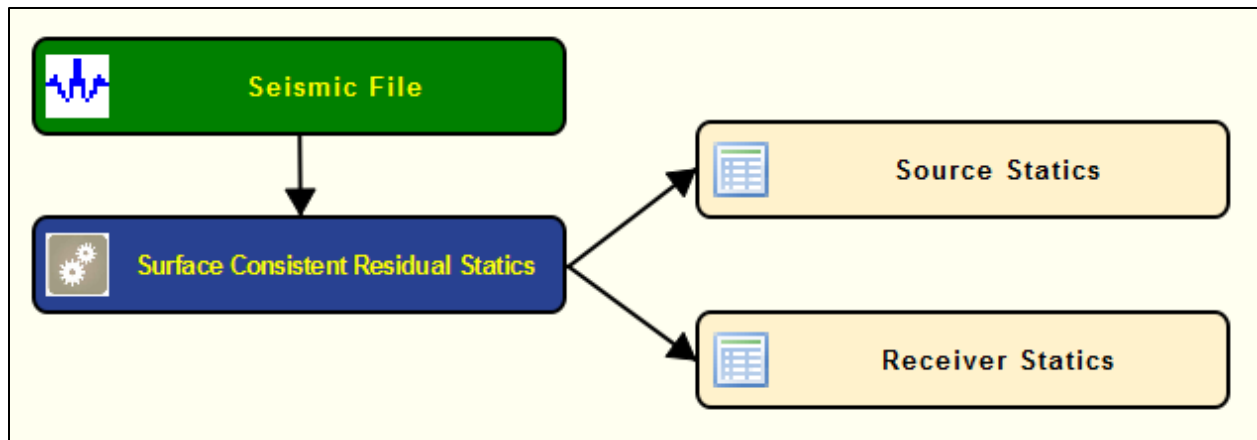 Seismic File
Surface Consistent Residual Statics
Source Statics
Receiver Statics